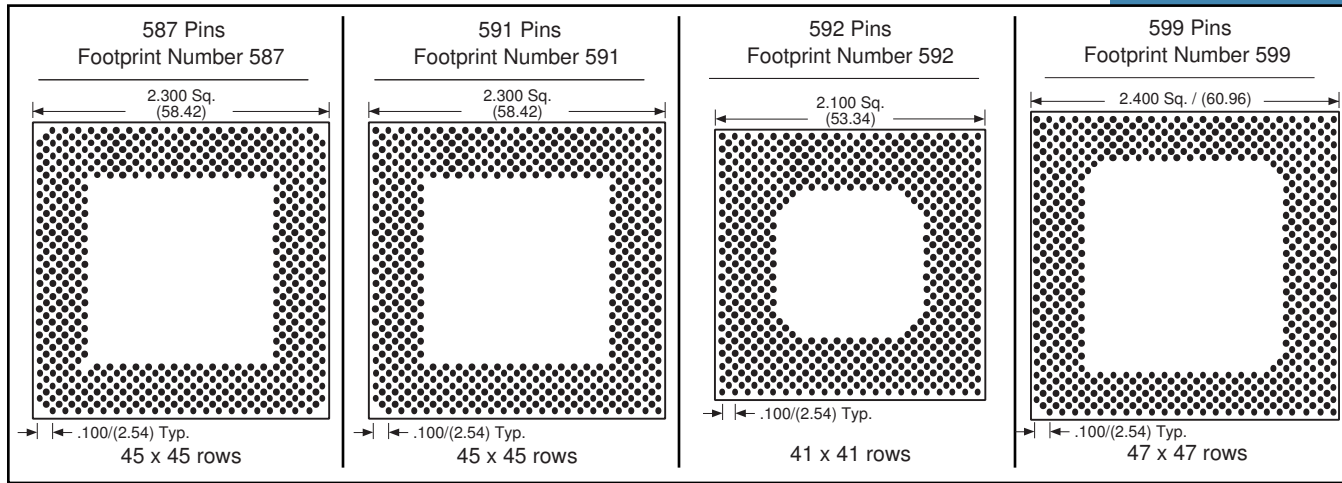 587 Pins
Footprint Number 587
2.300 Sq.
(58.42)
.100/(2.54) Typ.
45 x 45 rows
591 Pins
Footprint Number 591
2.300 Sq.
(58.42)
.100/(2.54) Typ.
45 x 45 rows
592 Pins
Footprint Number 592
2.100 Sq.
(53.34)
.100/(2.54) Typ.
41 x 41 rows
599 Pins
Footprint Number 599
2.400 Sq. / (60.96)
.100/(2.54) Typ.
47 x 47 rows